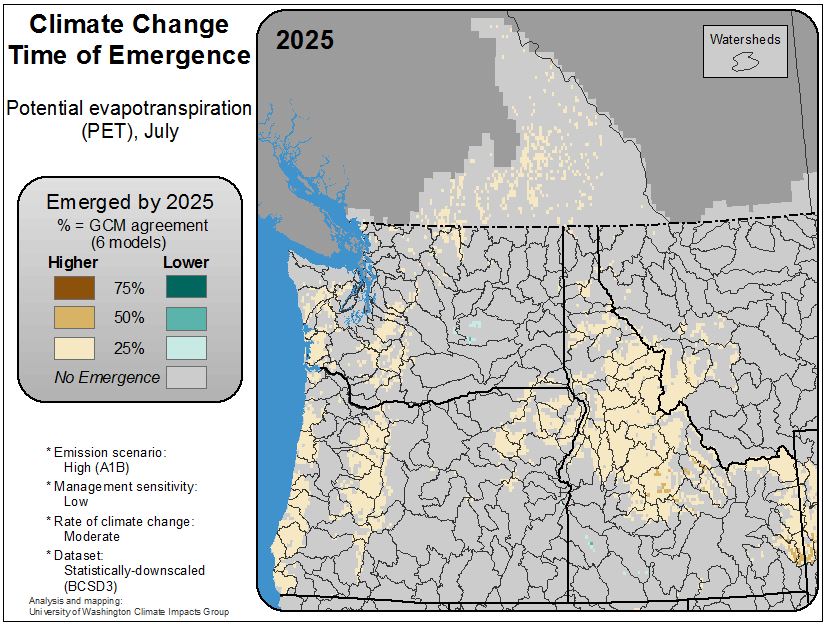 Climate Change
Time of Emergence
Potential evapotranspiration
(PET), July
Emerged by 2025
% = GCM agreement
(6 models)
Higher Lower
75%
50%
25%
No Emergence
* Emission scenario:
High (A1B)
* Management sensitivity:
Low
* Rate of climate change:
Moderate
* Dataset:
Statistically-downscaled
(BCSD3)
Analysis and mapping:
University of Washington Climate Impacts Group
2025
Watersheds